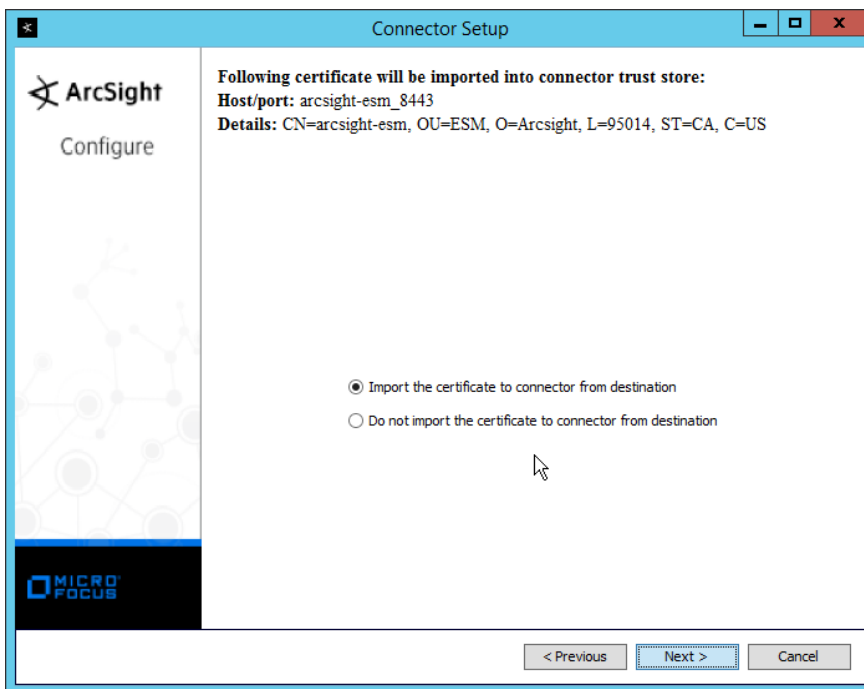 Connector Setup
ArcSight
Configure
Following certificate will be imported into connector trust store:
Host/port: arcsight-esm_8443
Details: CN=arcsight-esm, OU=ESM, O=Arcsight, L=95014, ST=CA, C=US
Import the certificate to connector from destination
Do not import the certificate to connector from destination
MICRO
FOCUS
< Previous
Next >
Cancel